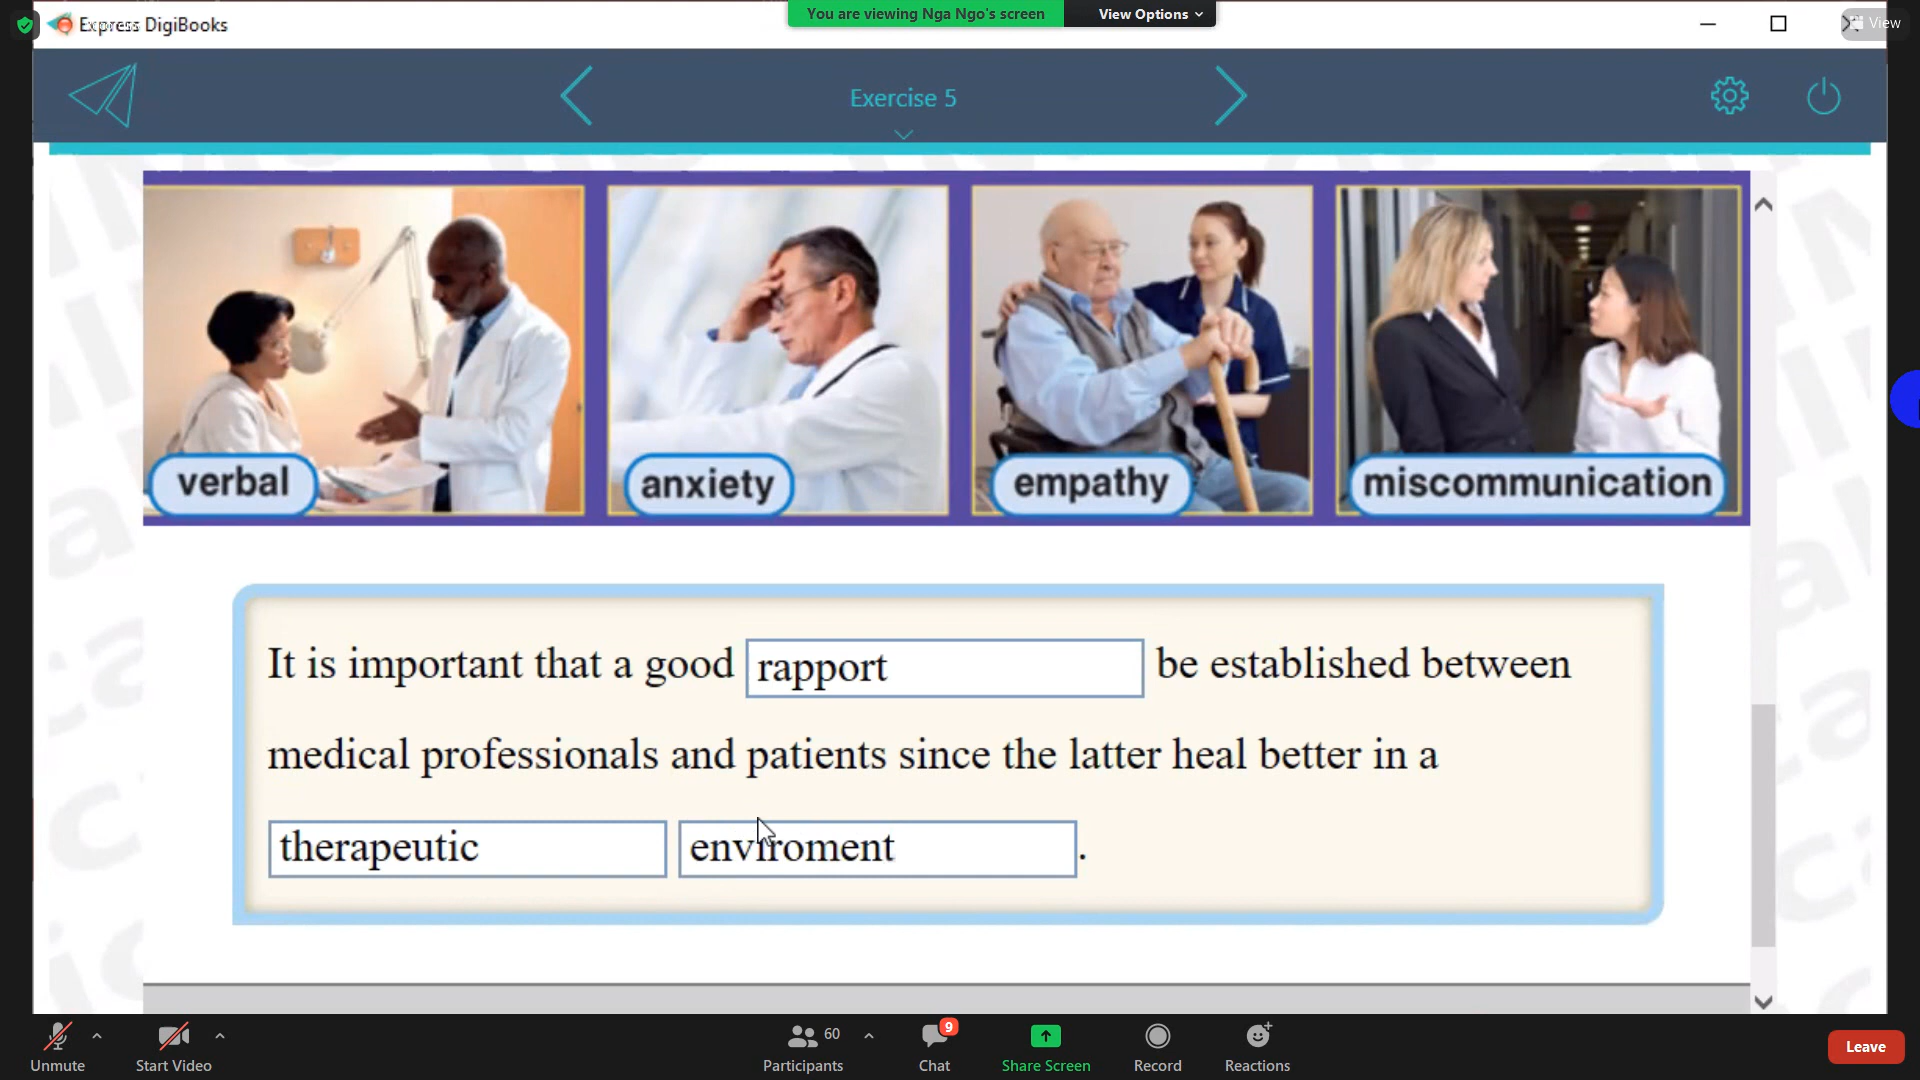 Express DigiBooks
You are viewing Nga Ngo's screen
View Options
View
Exercise 5
verbal
anxiety
empathy
miscommunication
It is important that a good rapport be established between
medical professionals and patients since the latter heal better in a
therapeutic enviroment .
Unmute
Start Video
60
Participants
9
Chat
Share Screen
Record
Reactions
Leave